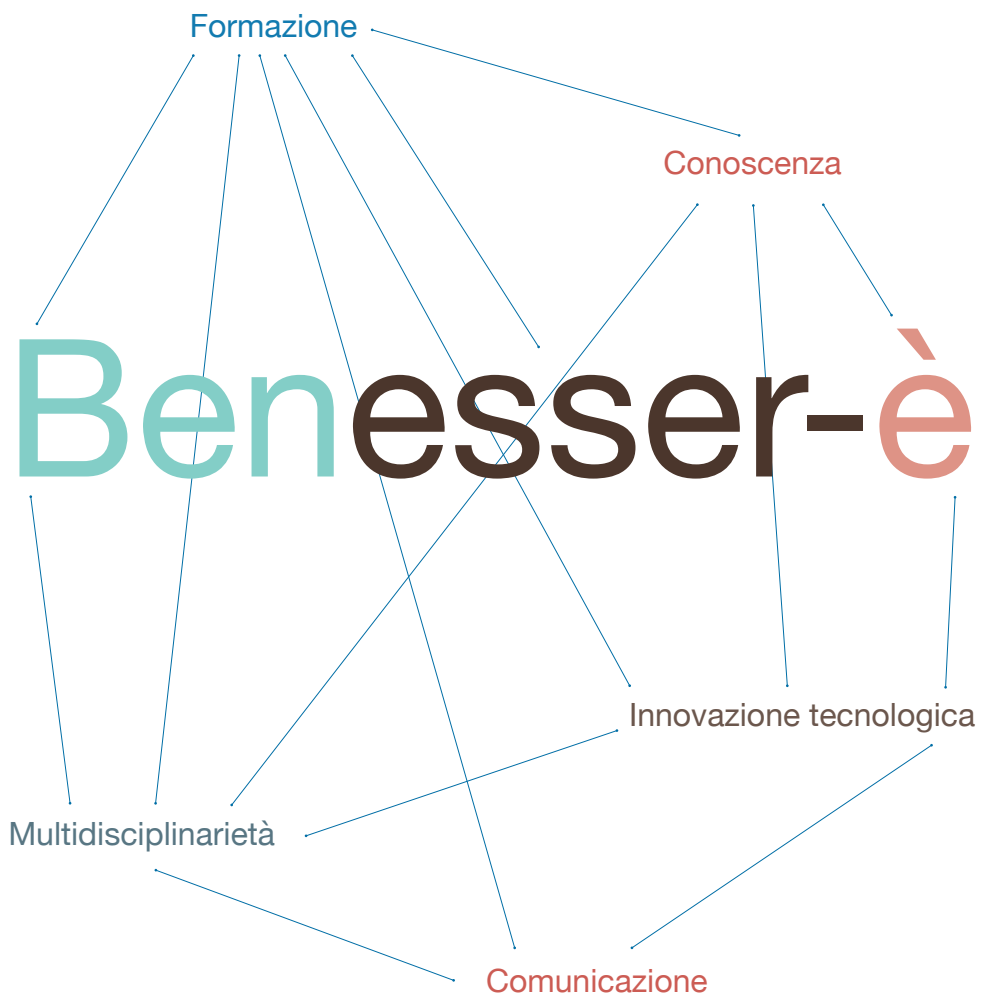 Formazione
Conoscenza
Benesser-è
Innovazione tecnologica
Multidisciplinarietà
Comunicazione